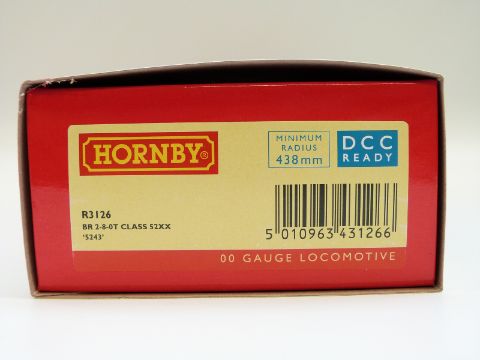 HORNBY®
MINIMUM
RADIUS
438mm
DCC
READY
R3126
BR 2-8-0T CLASS 52XX
'5243'
5 010963 431266
00 GAUGE LOCOMOTIVE